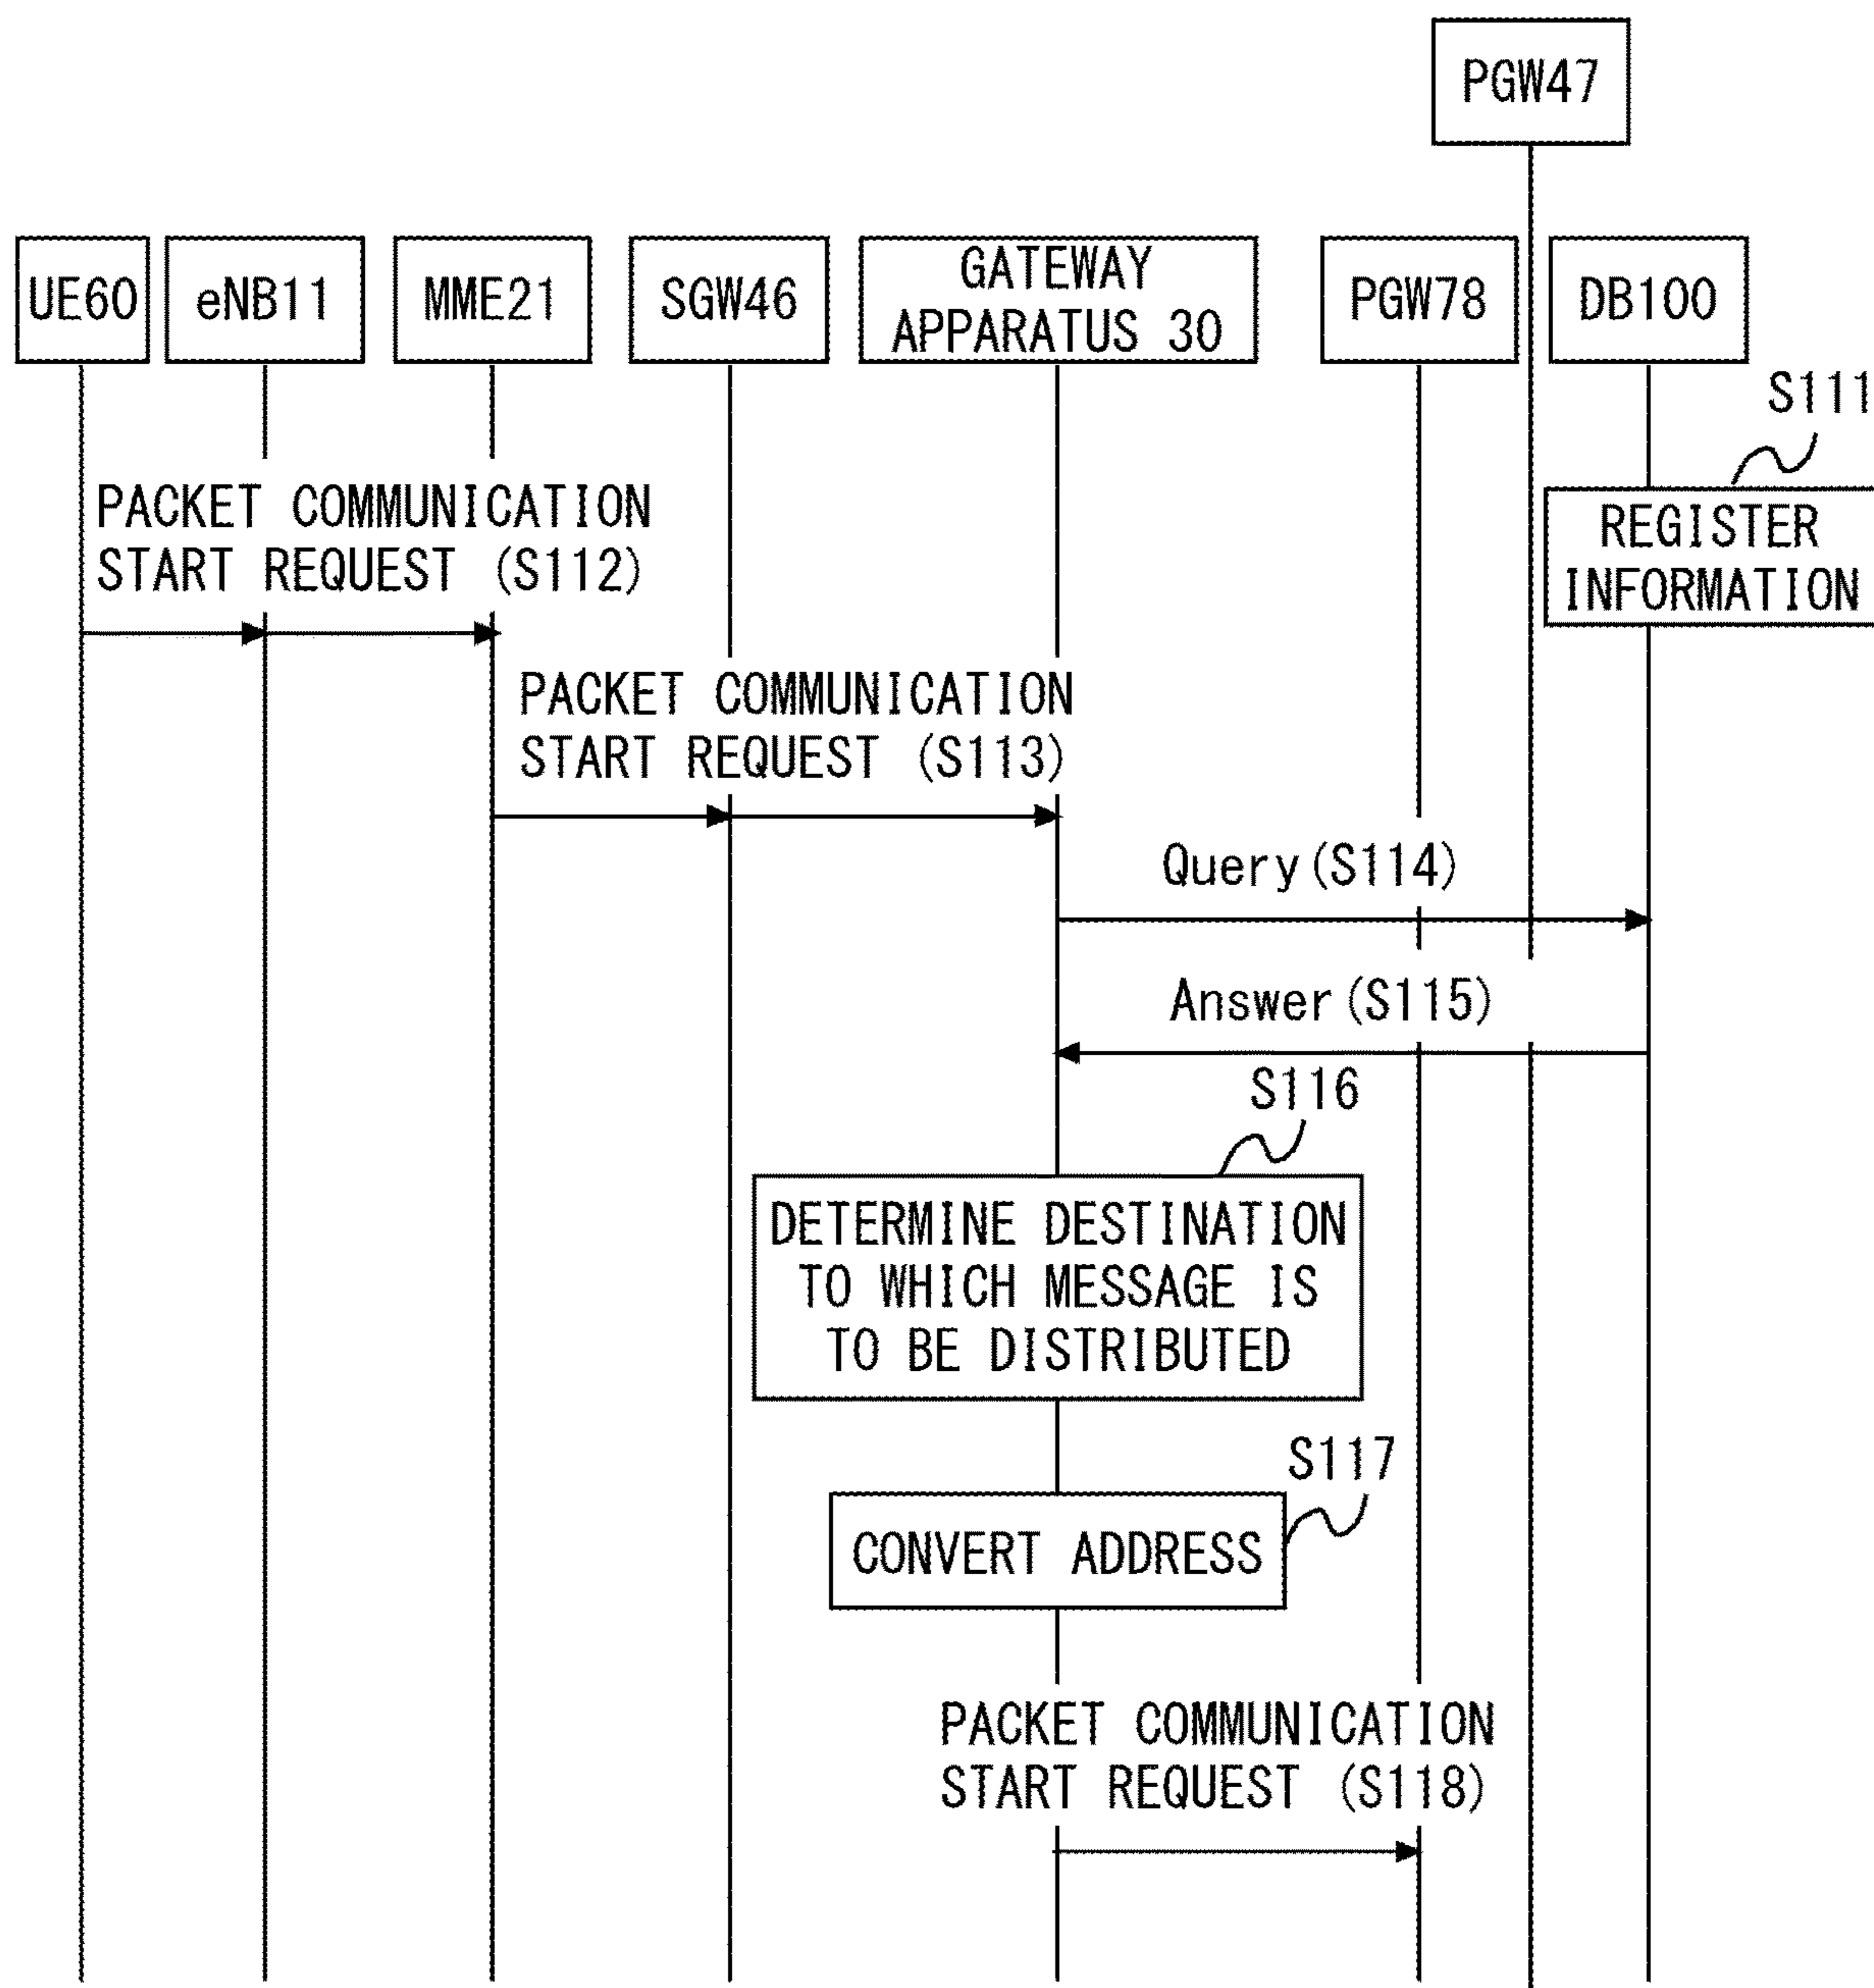 PGW47
UE60
eNB11
MME21
SGW46
GATEWAY
APPARATUS 30
PGW78
DB100
S111
PACKET COMMUNICATION
START REQUEST (S112)
REGISTER
INFORMATION
PACKET COMMUNICATION
START REQUEST (S113)
Query(S114)
Answer(S115)
S116
DETERMINE DESTINATION
TO WHICH MESSAGE IS
TO BE DISTRIBUTED
S117
CONVERT ADDRESS
PACKET COMMUNICATION
START REQUEST (S118)